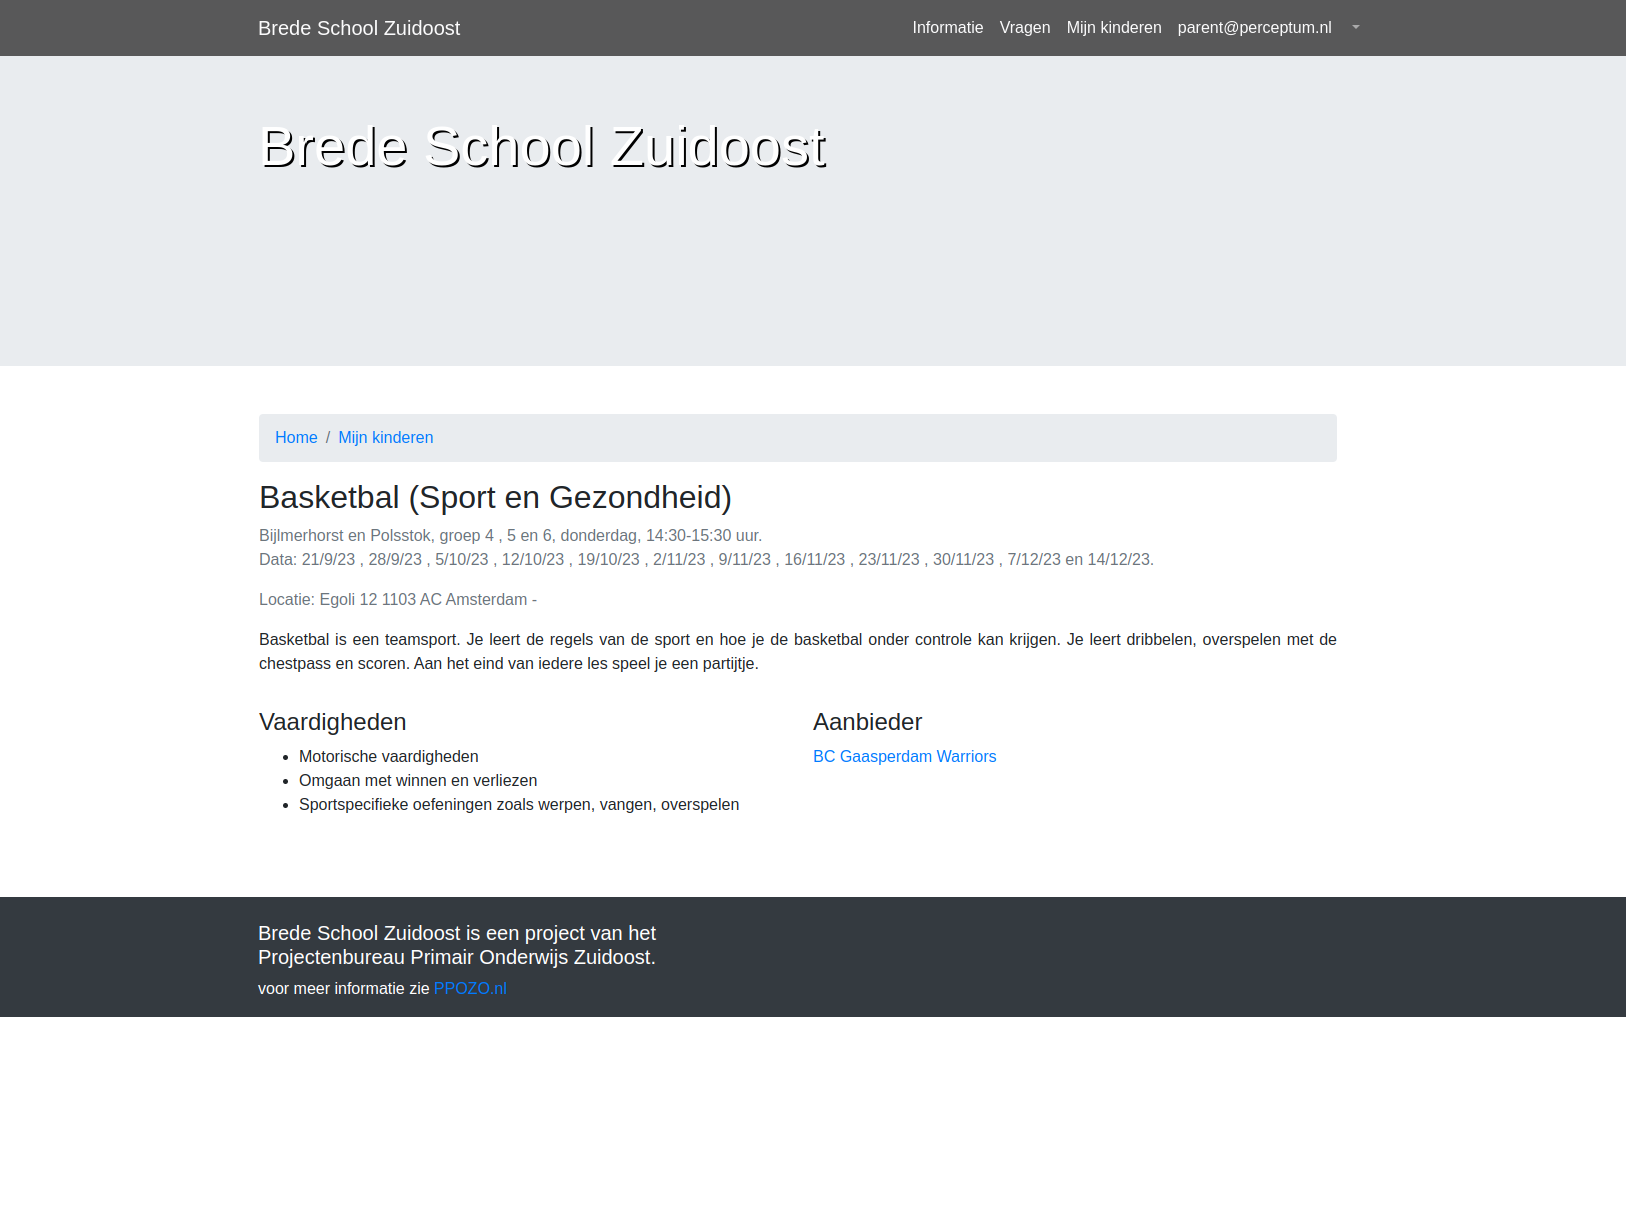 Brede School Zuidoost
Informatie Vragen Mijn kinderen parent@perceptum.nl
Brede School Zuidoost
Home / Mijn kinderen
Basketbal (Sport en Gezondheid)
Bijlmerhorst en Polsstok, groep 4 , 5 en 6, donderdag, 14:30-15:30 uur.
Data: 21/9/23 , 28/9/23 , 5/10/23 , 12/10/23 , 19/10/23 , 2/11/23 , 9/11/23 , 16/11/23 , 23/11/23 , 30/11/23 , 7/12/23 en 14/12/23.
Locatie: Egoli 12 1103 AC Amsterdam -
Basketbal is een teamsport. Je leert de regels van de sport en hoe je de basketbal onder controle kan krijgen. Je leert dribbelen, overspelen met de
chestpass en scoren. Aan het eind van iedere les speel je een partijtje.
Vaardigheden
• Motorische vaardigheden
• Omgaan met winnen en verliezen
• Sportspecifieke oefeningen zoals werpen, vangen, overspelen
Aanbieder
BC Gaasperdam Warriors
Brede School Zuidoost is een project van het
Projectenbureau Primair Onderwijs Zuidoost.
voor meer informatie zie PPOZO.nl